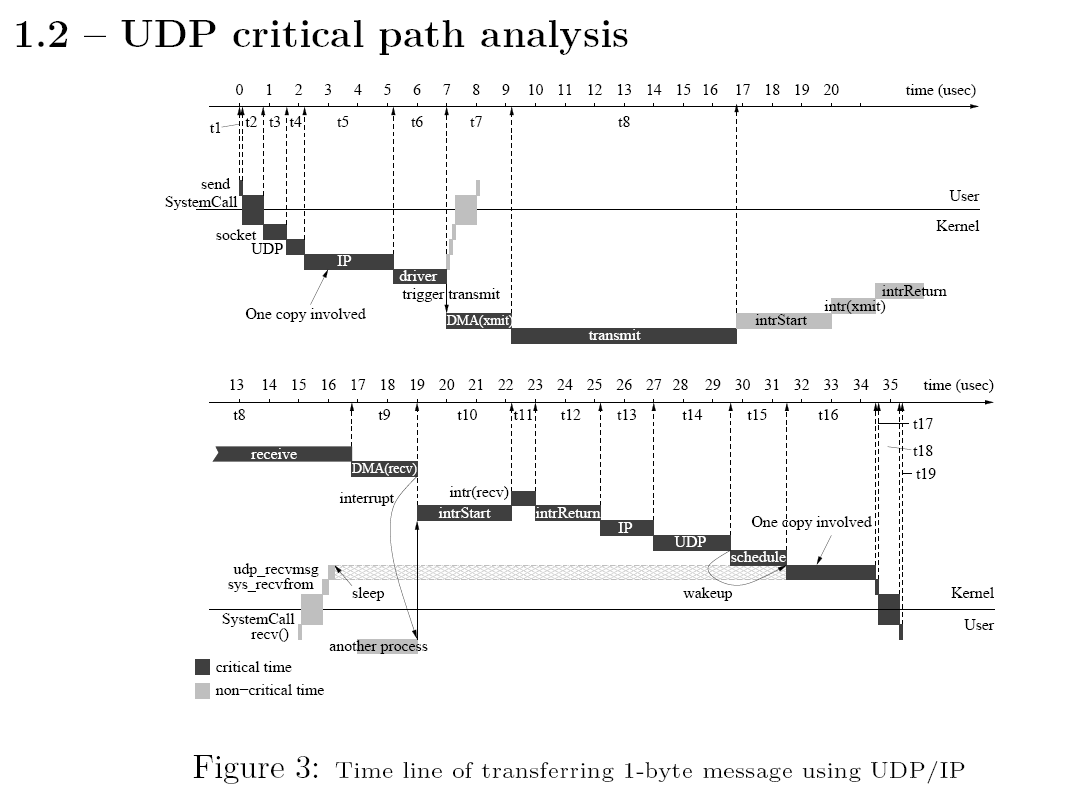 1.2 – UDP critical path analysis
0 1 2 3 4 5 6 7 8 9 10 11 12 13 14 15 16 17 18 19 20 time (usec)
t1 t2 t3 t4 t5 t6 t7 t8
send
SystemCall
User
Kernel
socket
UDP
IP
driver
trigger transmit
One copy involved
DMA(xmit)
transmit
intrStart
intr(xmit)
intrReturn
13 14 15 16 17 18 19 20 21 22 23 24 25 26 27 28 29 30 31 32 33 34 35 time (usec)
t8 t9 t10 t11 t12 t13 t14 t15 t16
t17
t18
t19
receive
DMA(recv)
interrupt
intr(recv)
intrStart
intrReturn
IP
One copy involved
UDP
schedule
udp_recvmsg
sys_recvfrom
sleep
wakeup
Kernel
SystemCall
User
recv()
another process
critical time
non−critical time
Figure 3: Time line of transferring 1-byte message using UDP/IP